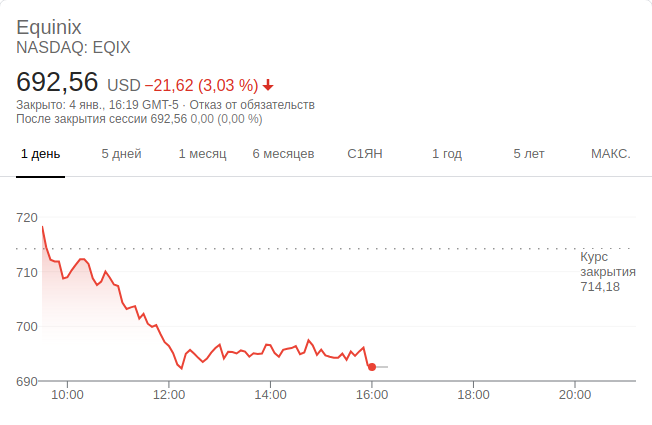 Equinix
NASDAQ: EQIX
692,56 USD −21,62 (3,03 %)
Закрыто: 4 янв., 16:19 GMT-5 · Отказ от обязательств
После закрытия сессии 692,56 0,00 (0,00 %)
1 день 5 дней 1 месяц 6 месяцев С1ЯН 1 год 5 лет МАКС.
720
Курс
закрытия
714,18
710
700
690
10:00 12:00 14:00 16:00 18:00 20:00